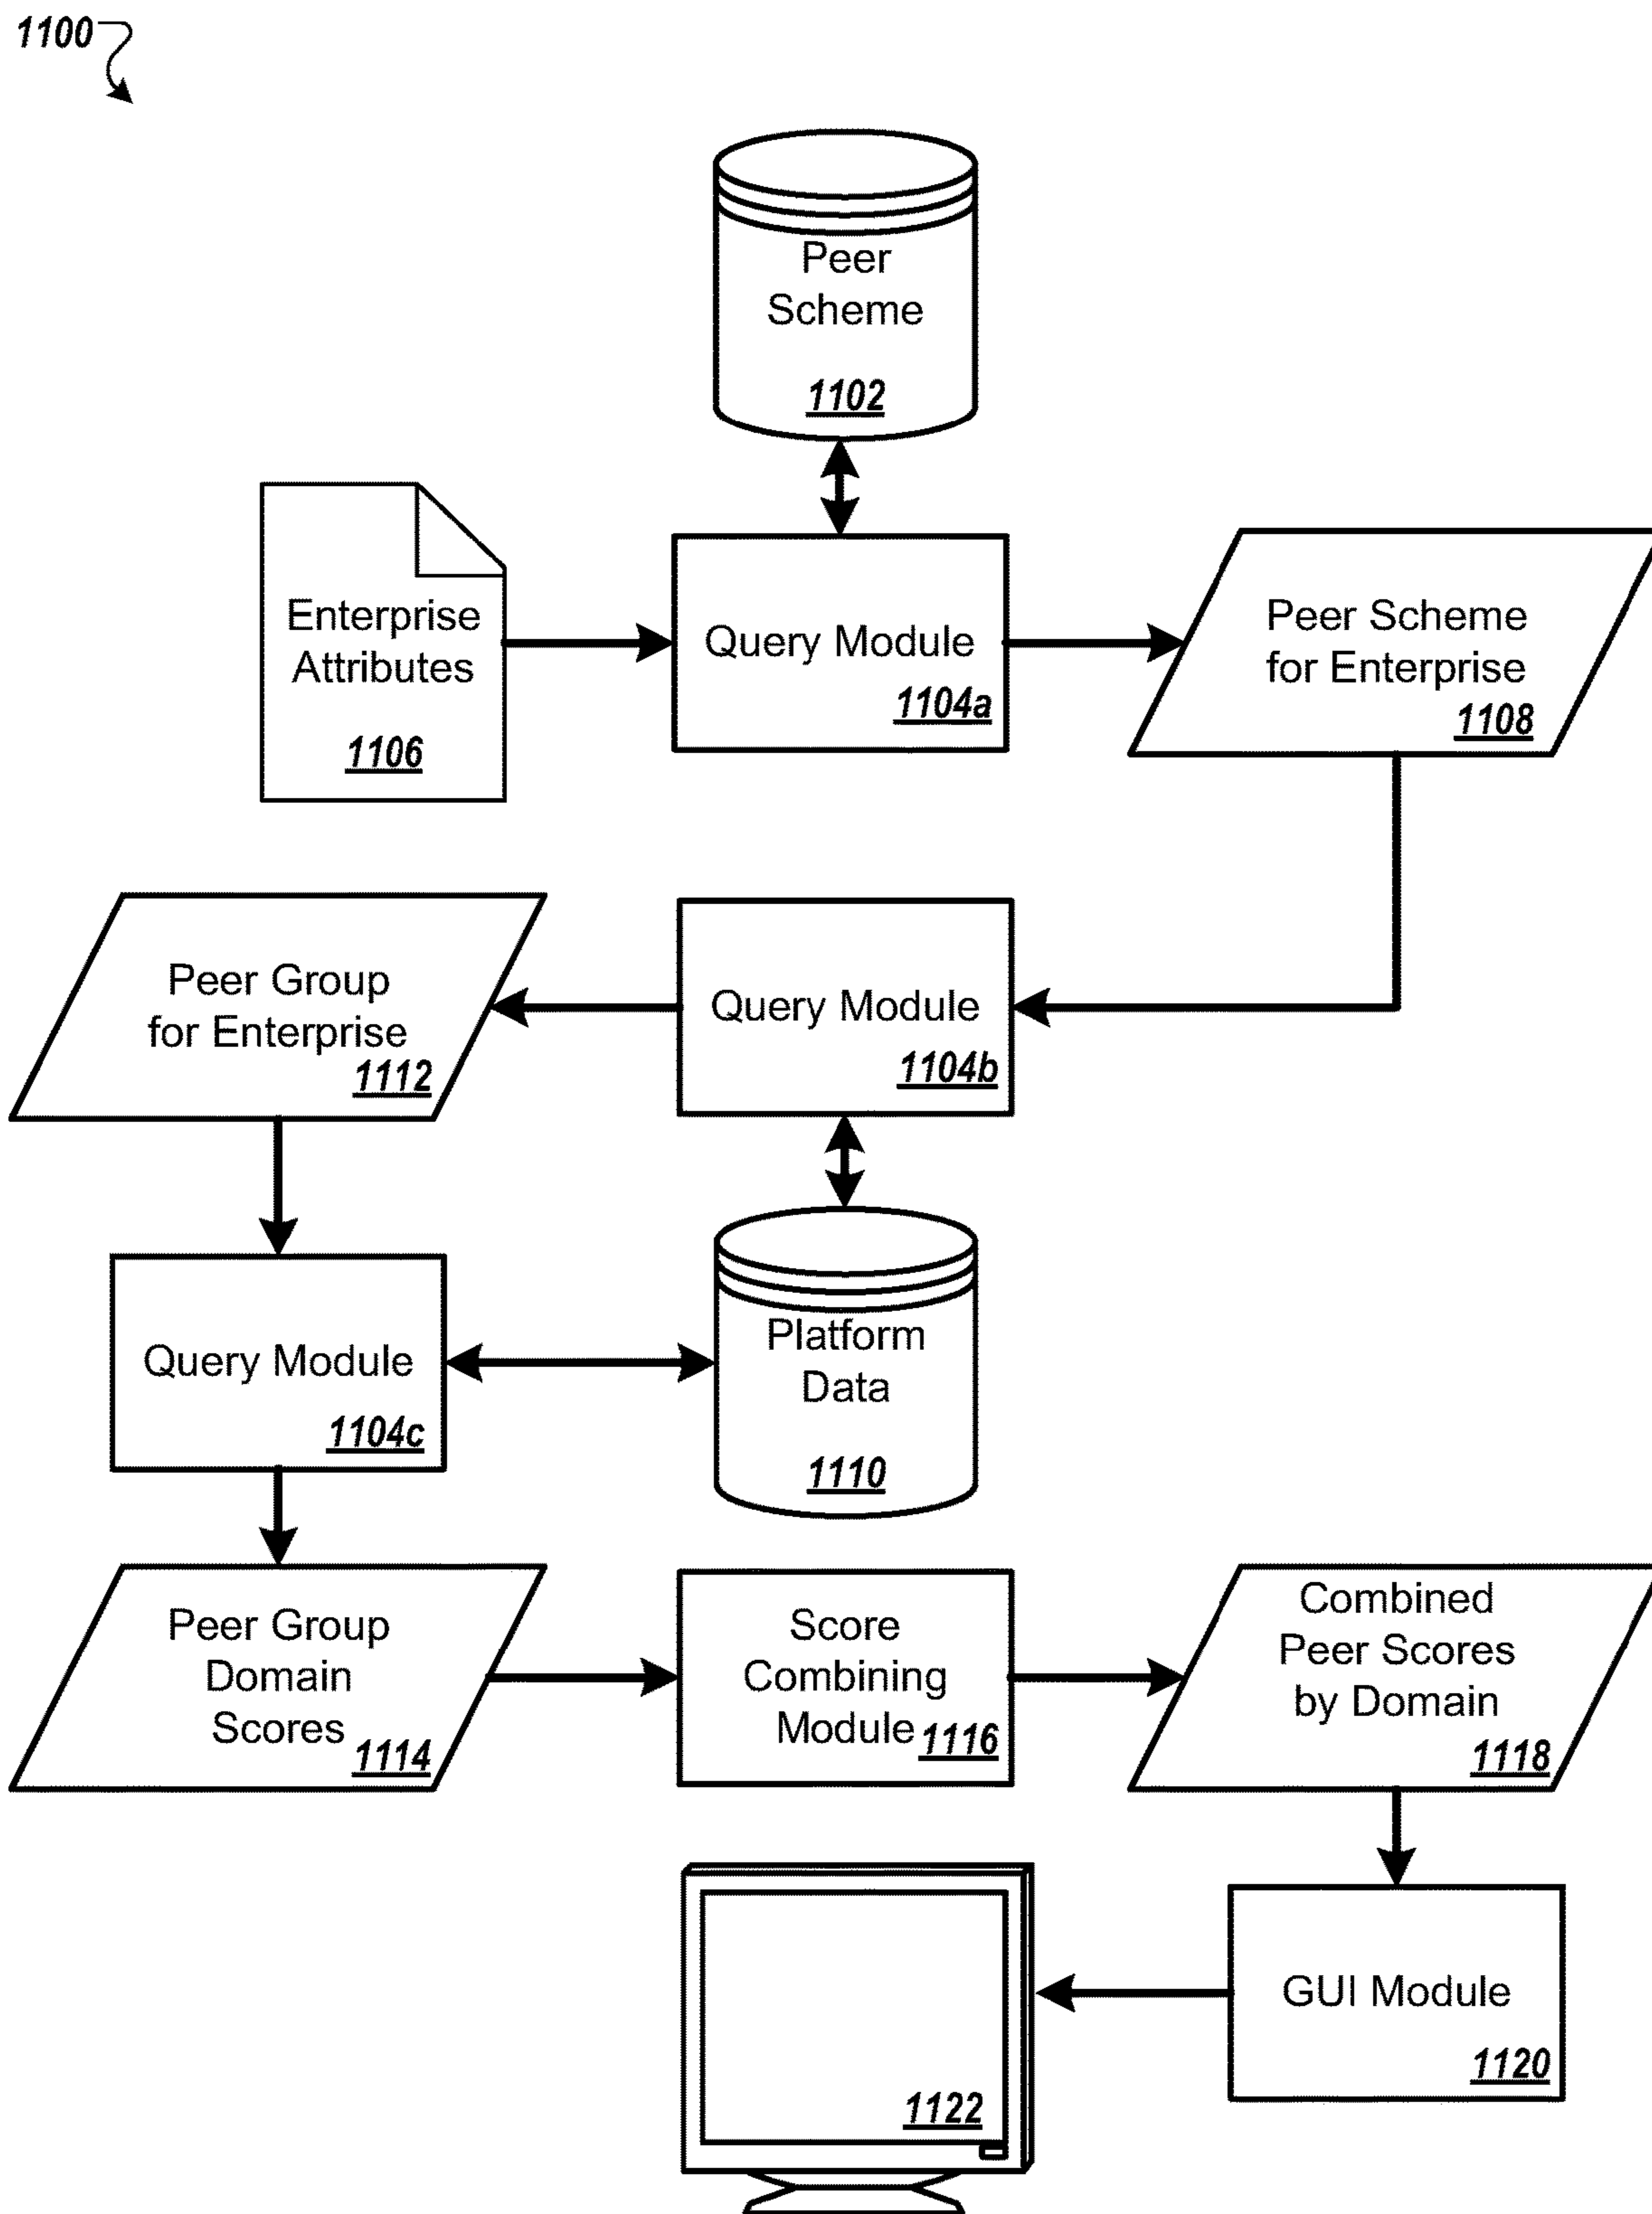 1100
Peer
Scheme
1102
Enterprise
Attributes
1106
Query Module
1104a
Peer Scheme
for Enterprise
1108
Peer Group
for Enterprise
1112
Query Module
1104b
Query Module
1104c
Platform
Data
1110
Peer Group
Domain
Scores
1114
Score
Combining
Module
1116
Combined
Peer Scores
by Domain
1118
GUI Module
1120
1122